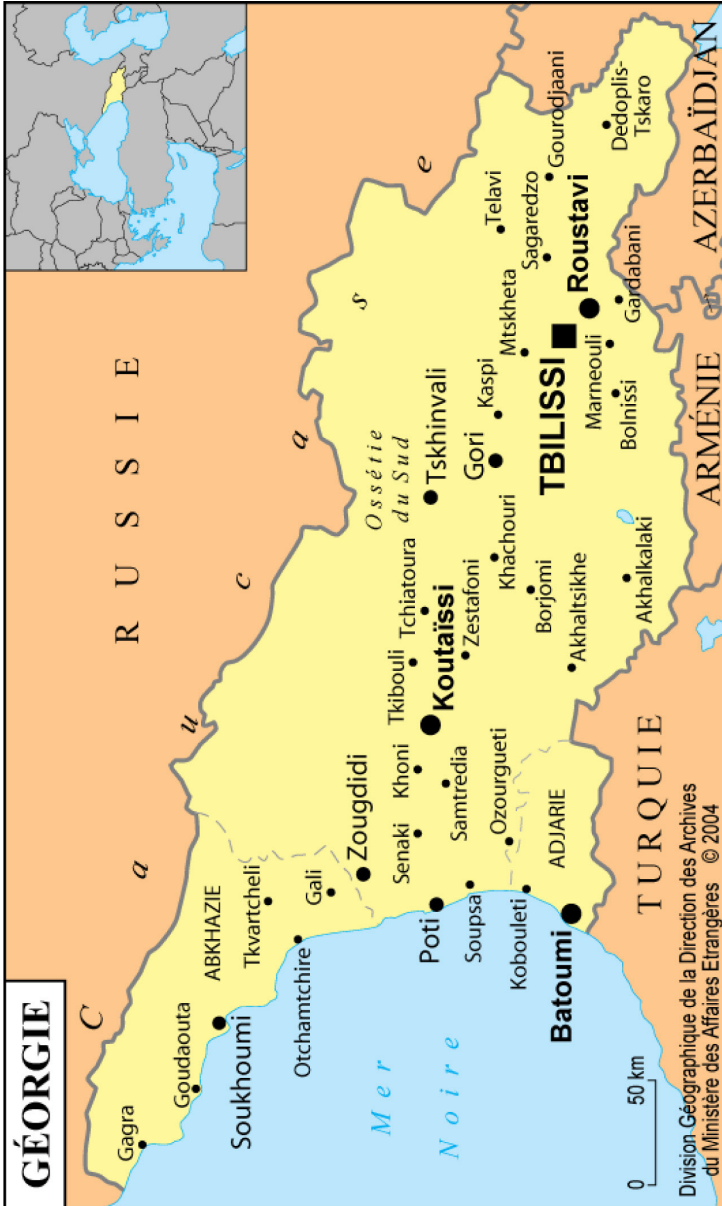 GÉORGIE
RUSSIE
Caucase
Gagra
Goudaouta
Soukhoumi
ABKHAZIE
Tkvartcheli
Otchamtchire
Gali
Zougdidi
Ossétie
du Sud
Tskhinvali
Mer
Noire
Senaki
Khoni
Tkibouli
Tchiatoura
Koutaïssi
Poti
Samtredia
Zestafoni
Soupsa
Khachouri
Gori
Kaspi
Mtskheta
Telavi
Ozourgueti
Kobouleti
Borjomi
TBILISSI
Sagaredzo
Gourodjaani
ADJARIE
Batoumi
Akhaltsikhe
Roustavi
Akhalkalaki
Marneouli
Bolnissi
Gardabani
Dedoplis-
Tskaro
TURQUIE
ARMÉNIE
AZERBAÏDJAN
0 50 km
Division Géographique de la Direction des Archives
du Ministère des Affaires Etrangères © 2004